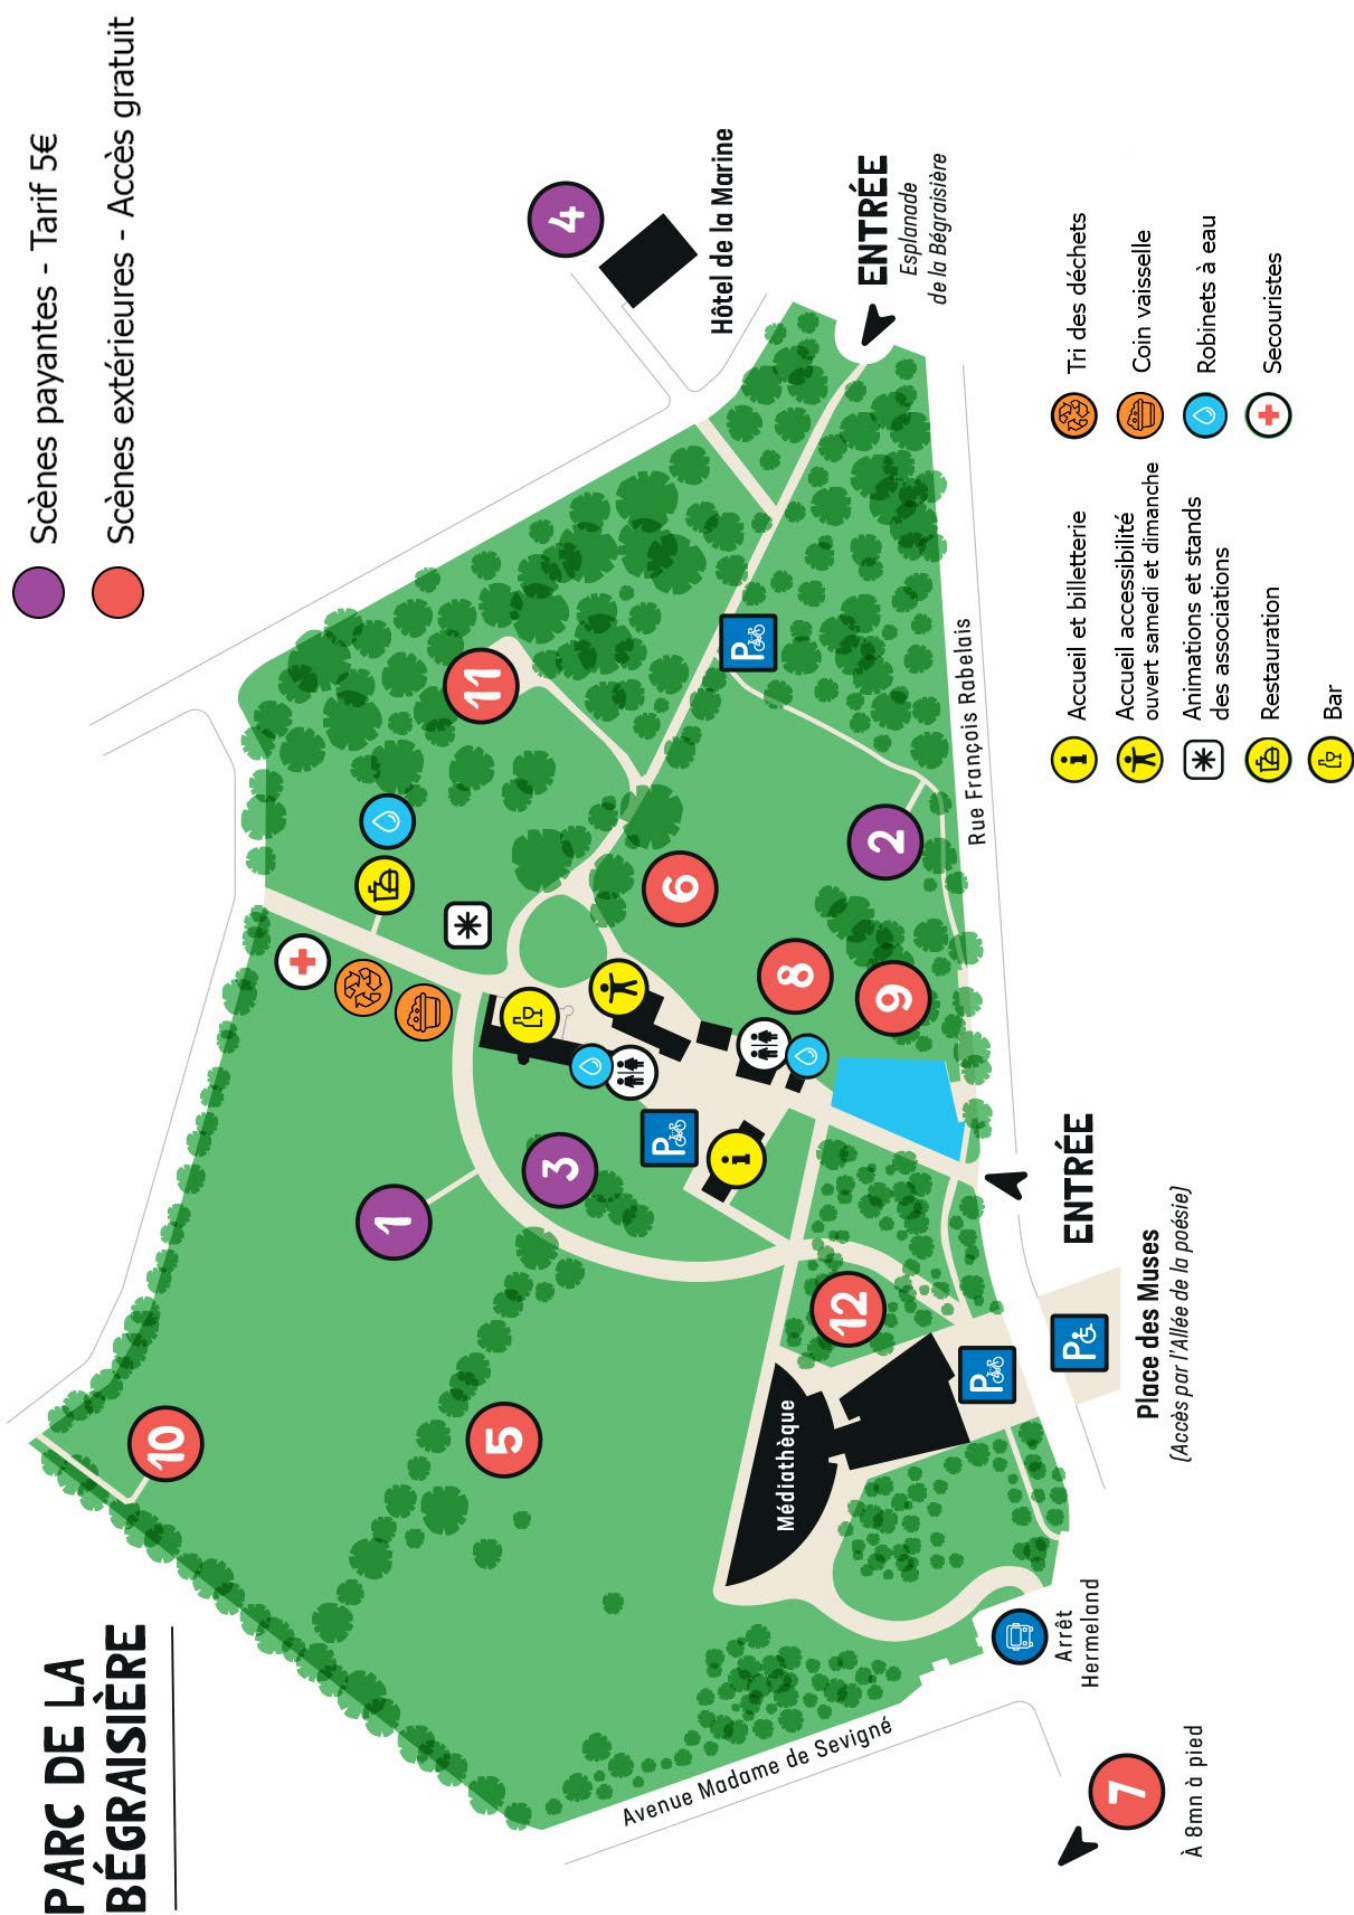 PARC DE LA
BÉGRAISIÈRE
Scènes payantes - Tarif 5€
Scènes extérieures - Accès gratuit
10
1
11
5
3
4
Hôtel de la Marine
6
P
P
i
8
2
9
12
Médiathèque
ENTRÉE
Esplanade
de la Bégraisière
Rue François Rabelais
Avenue Madame de Sevigné
P
Arrêt
Hermeland
P
ENTRÉE
Place des Muses
(Accès par l'Allée de la poésie)
7
À 8mn à pied
i
Accueil et billetterie
Accueil accessibilité
ouvert samedi et dimanche
Animations et stands
des associations
Restauration
Bar
Tri des déchets
Coin vaisselle
Robinets à eau
Secouristes